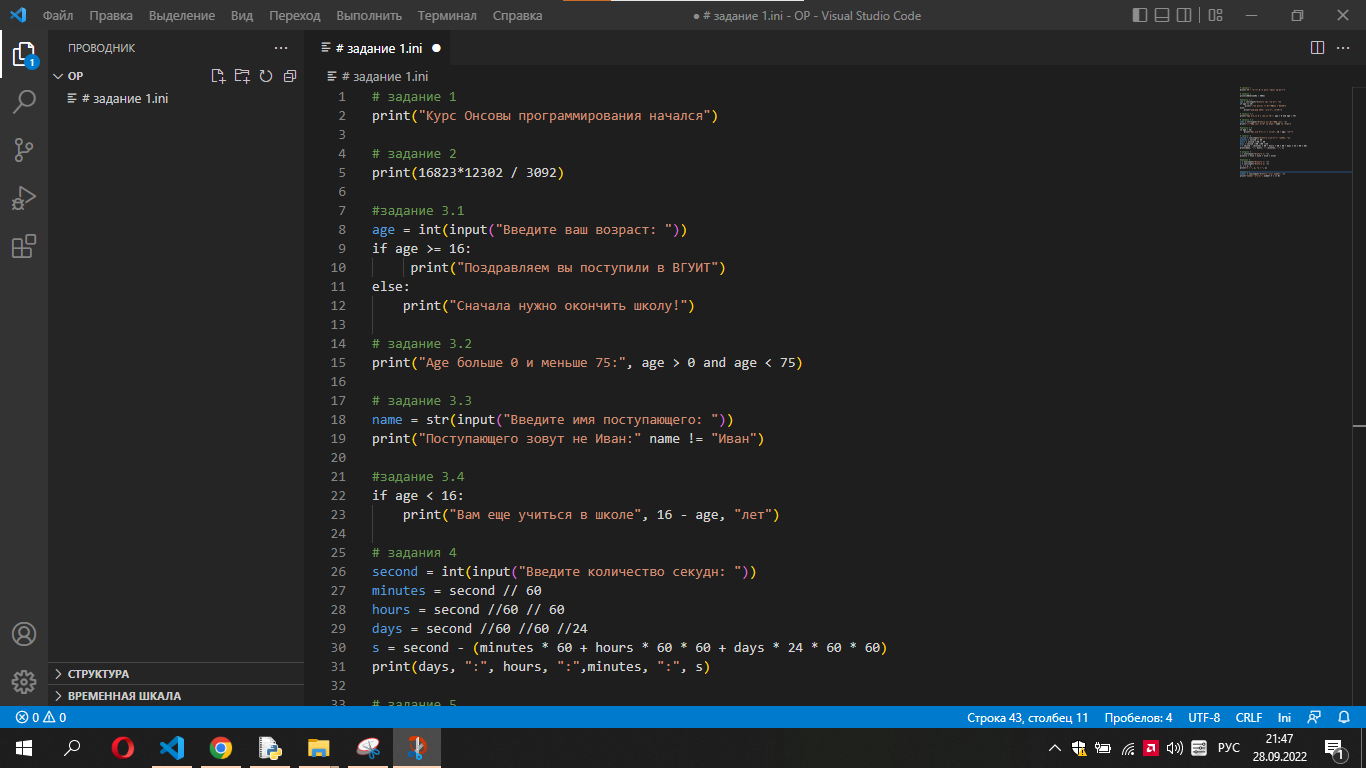 Файл Правка Выделение Вид Переход Выполнить Терминал Справка ● # задание 1.ini - OP - Visual Studio Code
ПРОВОДНИК ···
OP
# задание 1.ini
1
СТРУКТУРА
ВРЕМЕННАЯ ШКАЛА
# задание 1.ini ● ···
# задание 1.ini
1 # задание 1
2 print("Курс Онсовы программирования начался")
3
4 # задание 2
5 print(16823*12302 / 3092)
6
7 #задание 3.1
8 age = int(input("Введите ваш возраст: "))
9 if age >= 16:
10 print("Поздравляем вы поступили в ВГУИТ")
11 else:
12 print("Сначала нужно окончить школу!")
13
14 # задание 3.2
15 print("Age больше 0 и меньше 75:", age > 0 and age < 75)
16
17 # задание 3.3
18 name = str(input("Введите имя поступающего: "))
19 print("Поступающего зовут не Иван:" name != "Иван")
20
21 #задание 3.4
22 if age < 16:
23 print("Вам еще учиться в школе", 16 - age, "лет")
24
25 # задания 4
26 second = int(input("Введите количество секудн: "))
27 minutes = second // 60
28 hours = second //60 // 60
29 days = second //60 //60 //24
30 s = second - (minutes * 60 + hours * 60 * 60 + days * 24 * 60 * 60)
31 print(days, ":", hours, ":",minutes, ":", s)
32
33 # задание 5
0 0 Строка 43, столбец 11 Пробелов: 4 UTF-8 CRLF Ini
РУС 21:47
28.09.2022 1